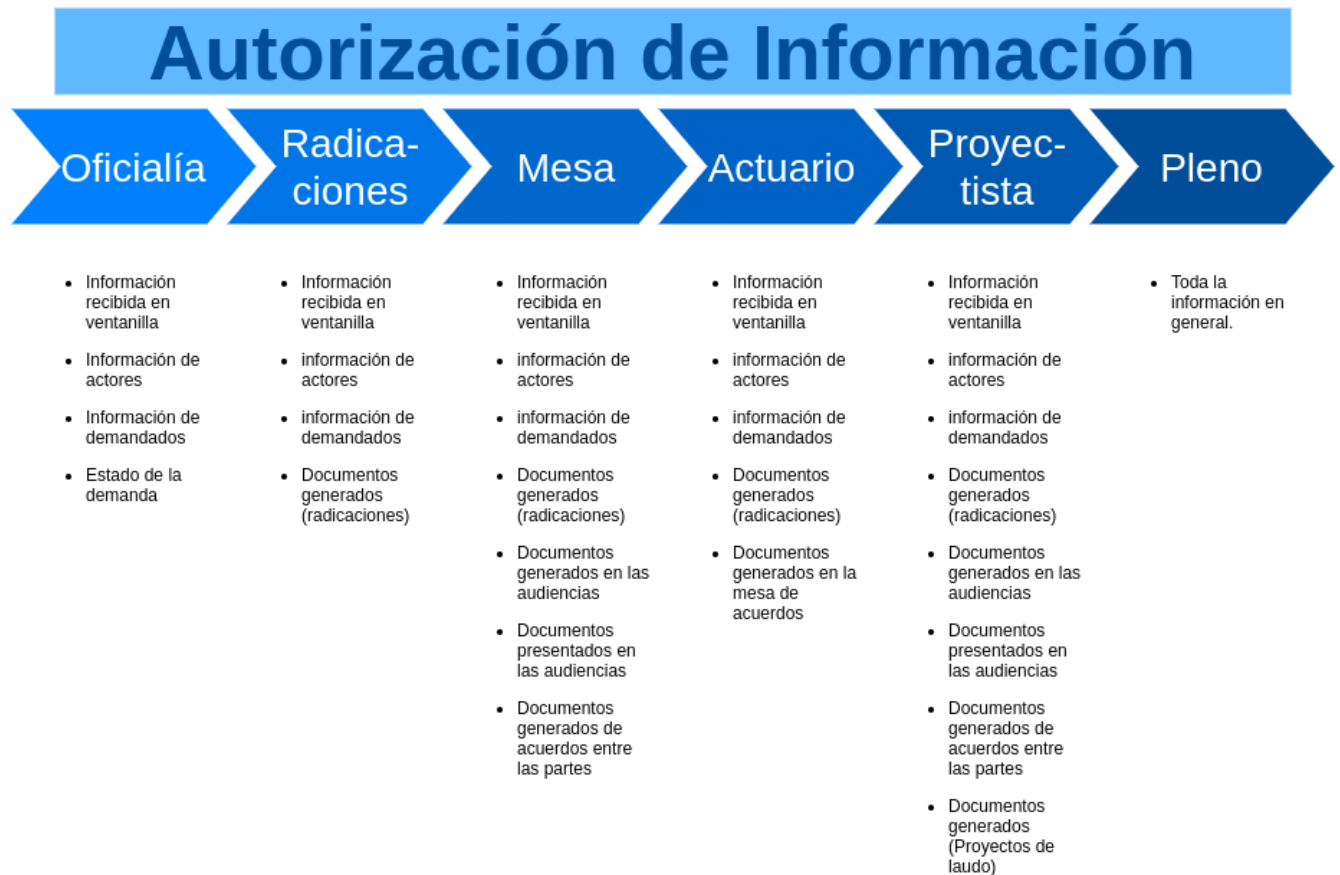 Autorización de Información
Oficialía
Radica-
ciones
Mesa
Actuario
Proyec-
tista
Pleno
• Información
recibida en
ventanilla
• Información de
actores
• Información de
demandados
• Estado de la
demanda
• Información
recibida en
ventanilla
• información de
actores
• información de
demandados
• Documentos
generados
(radicaciones)
• Información
recibida en
ventanilla
• información de
actores
• información de
demandados
• Documentos
generados
(radicaciones)
• Documentos
generados en las
audiencias
• Documentos
presentados en
las audiencias
• Documentos
generados de
acuerdos entre
las partes
• Información
recibida en
ventanilla
• información de
actores
• información de
demandados
• Documentos
generados
(radicaciones)
• Documentos
generados en la
mesa de
acuerdos
• Información
recibida en
ventanilla
• información de
actores
• información de
demandados
• Documentos
generados
(radicaciones)
• Documentos
generados en las
audiencias
• Documentos
presentados en
las audiencias
• Documentos
generados de
acuerdos entre
las partes
• Documentos
generados
(Proyectos de
laudo)
• Toda la
información en
general.